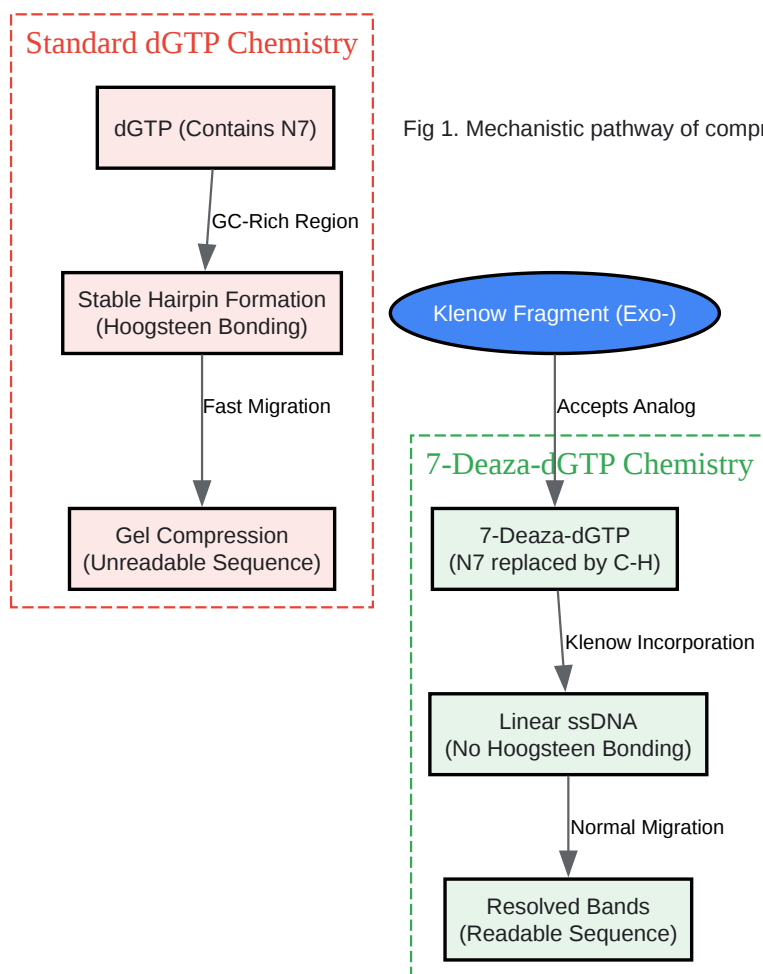 Standard dGTP Chemistry
dGTP (Contains N7)
Fig 1. Mechanistic pathway of
GC-Rich Region
Stable Hairpin Formation
(Hoogsteen Bonding)
Klenow Fragment (Exo-)
Fast Migration
Accepts Analog
7-Deaza-dGTP Chemistry
Gel Compression
(Unreadable Sequence)
7-Deaza-dGTP
(N7 replaced by C-H)
Klenow Incorporation
Linear ssDNA
(No Hoogsteen Bonding)
Normal Migration
Resolved Bands
(Readable Sequence)